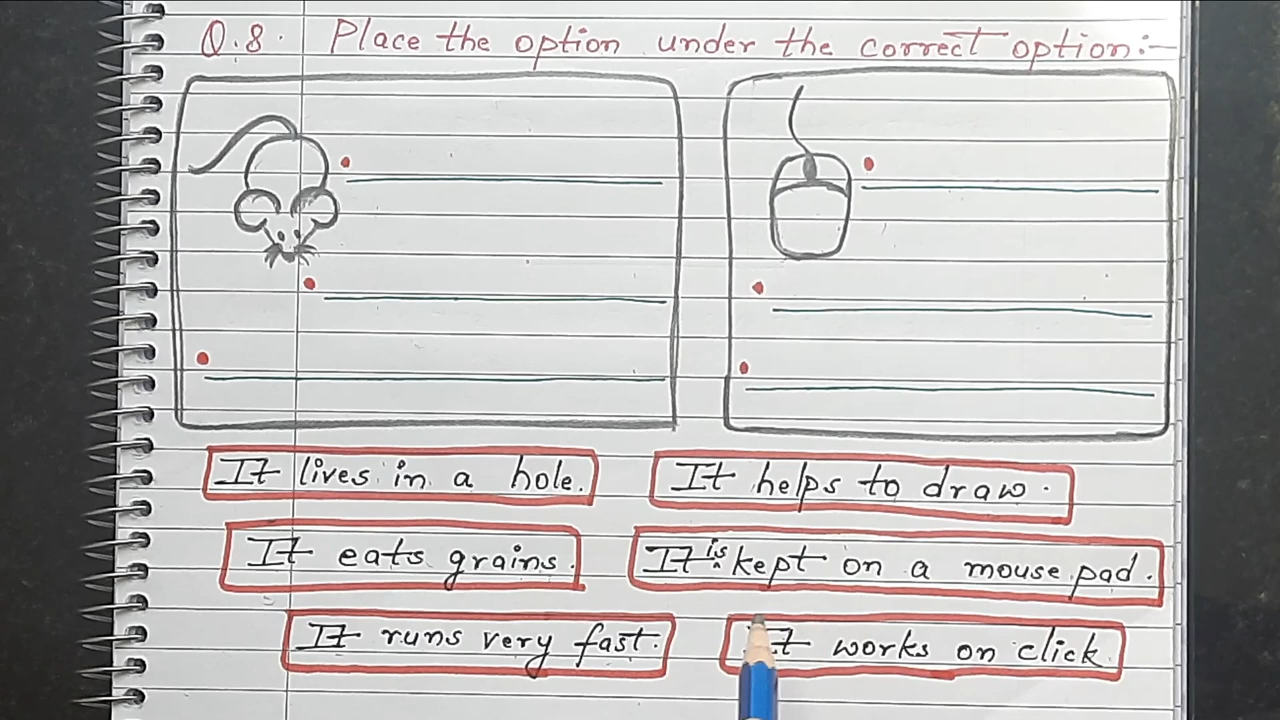 Q.8. Place the option under the correct option:-
It lives in a hole.
It helps to draw.
It eats grains.
It is kept on a mouse pad.
It runs very fast.
It works on click.